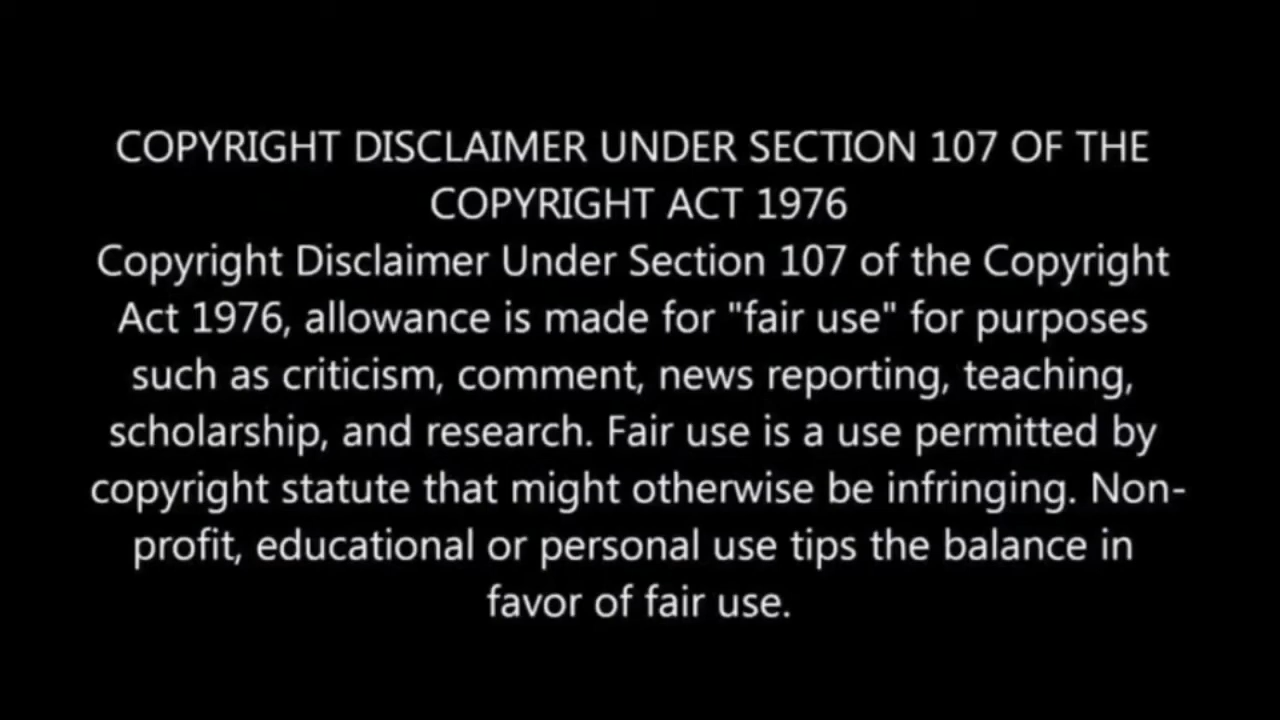 COPYRIGHT DISCLAIMER UNDER SECTION 107 OF THE
COPYRIGHT ACT 1976
Copyright Disclaimer Under Section 107 of the Copyright
Act 1976, allowance is made for "fair use" for purposes
such as criticism, comment, news reporting, teaching,
scholarship, and research. Fair use is a use permitted by
copyright statute that might otherwise be infringing. Non-
profit, educational or personal use tips the balance in
favor of fair use.